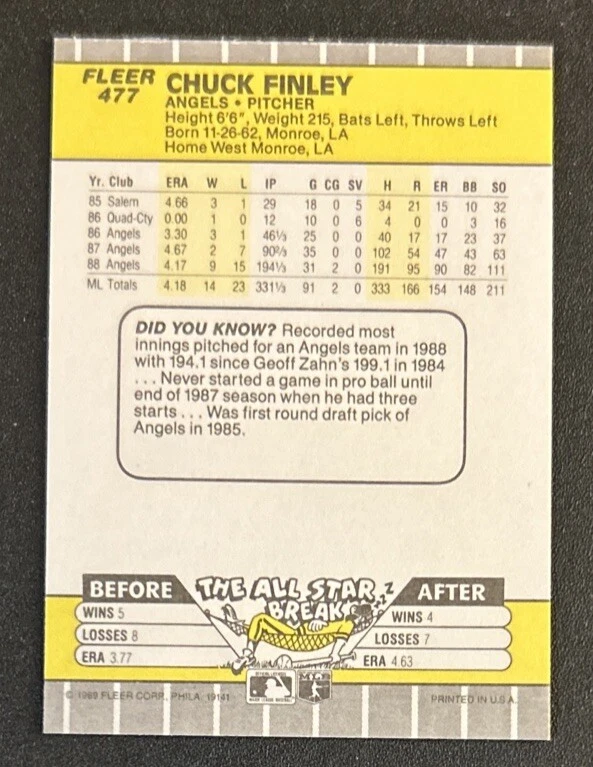 FLEER
477
CHUCK FINLEY
ANGELS • PITCHER
Height 6'6", Weight 215, Bats Left, Throws Left
Born 11-26-62, Monroe, LA
Home West Monroe, LA
Yr. Club ERA W L IP G CG SV H R ER BB SO
85 Salem 4.66 3 1 29 18 0 5 34 21 15 10 32
86 Quad-Cty 0.00 1 0 12 10 0 6 4 0 0 3 16
86 Angels 3.30 3 1 46⅓ 25 0 0 40 17 17 23 37
87 Angels 4.67 2 7 90⅔ 35 0 0 102 54 47 43 63
88 Angels 4.17 9 15 194⅓ 31 2 0 191 95 90 82 111
ML Totals 4.18 14 23 331⅓ 91 2 0 333 166 154 148 211
DID YOU KNOW? Recorded most
innings pitched for an Angels team in 1988
with 194.1 since Geoff Zahn's 199.1 in 1984
. . . Never started a game in pro ball until
end of 1987 season when he had three
starts . . . Was first round draft pick of
Angels in 1985.
BEFORE THE ALL STAR BREAK ZZZ AFTER
WINS 5 WINS 4
LOSSES 8 LOSSES 7
ERA 3.77 ERA 4.63
© 1989 FLEER CORP., PHILA. 19141 PRINTED IN U.S.A.